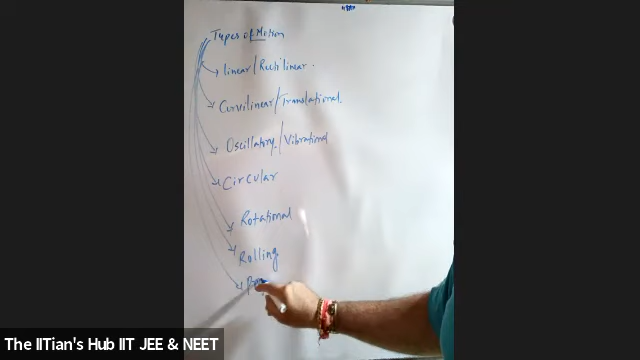 Types of Motion
linear/Rectilinear.
Curvilinear/Translational.
Oscillatory/Vibrational
Circular
Rotational
Rolling
The IITian's Hub IIT JEE & NEET